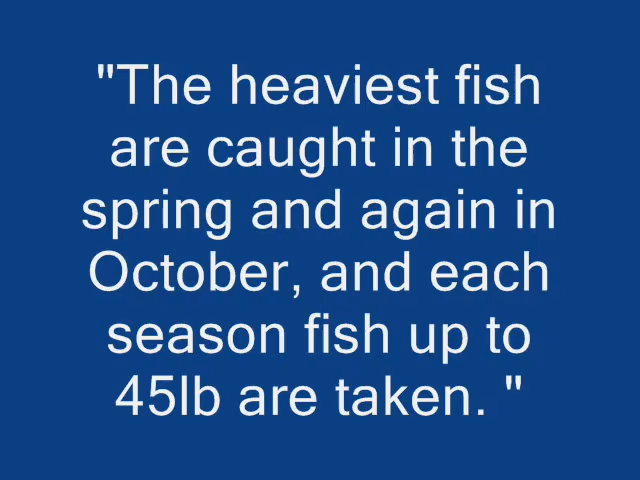 "The heaviest fish
are caught in the
spring and again in
October, and each
season fish up to
45lb are taken. "